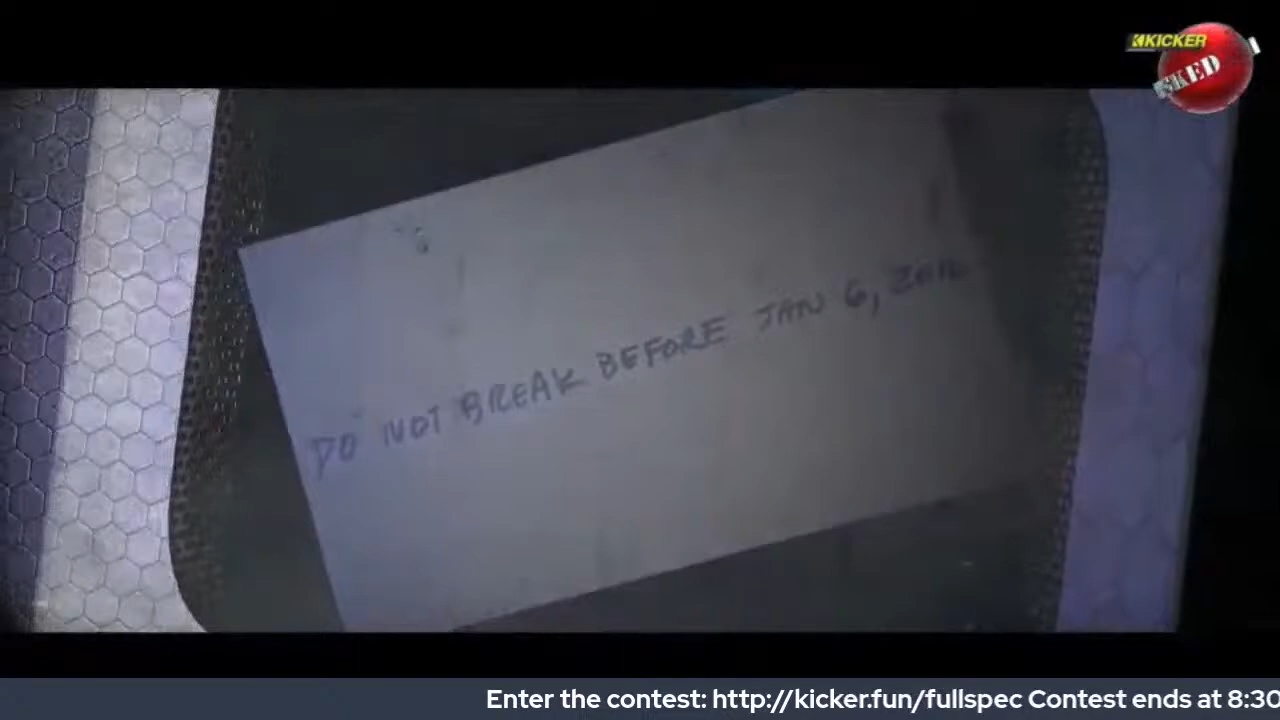 KICKER
DO NOT BREAK BEFORE JAN 6,
Enter the contest: http://kicker.fun/fullspec Contest ends at 8:30